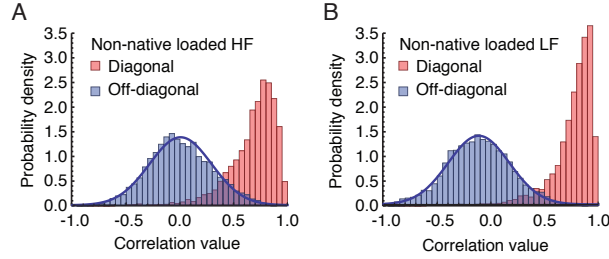 A
Probability density
3.5
3.0
2.5
2.0
1.5
1.0
0.5
0.0
Non-native loaded HF
Diagonal
Off-diagonal
-1.0 -0.5 0.0 0.5 1.0
Correlation value
B
Probability density
3.5
3.0
2.5
2.0
1.5
1.0
0.5
0.0
Non-native loaded LF
Diagonal
Off-diagonal
-1.0 -0.5 0.0 0.5 1.0
Correlation value